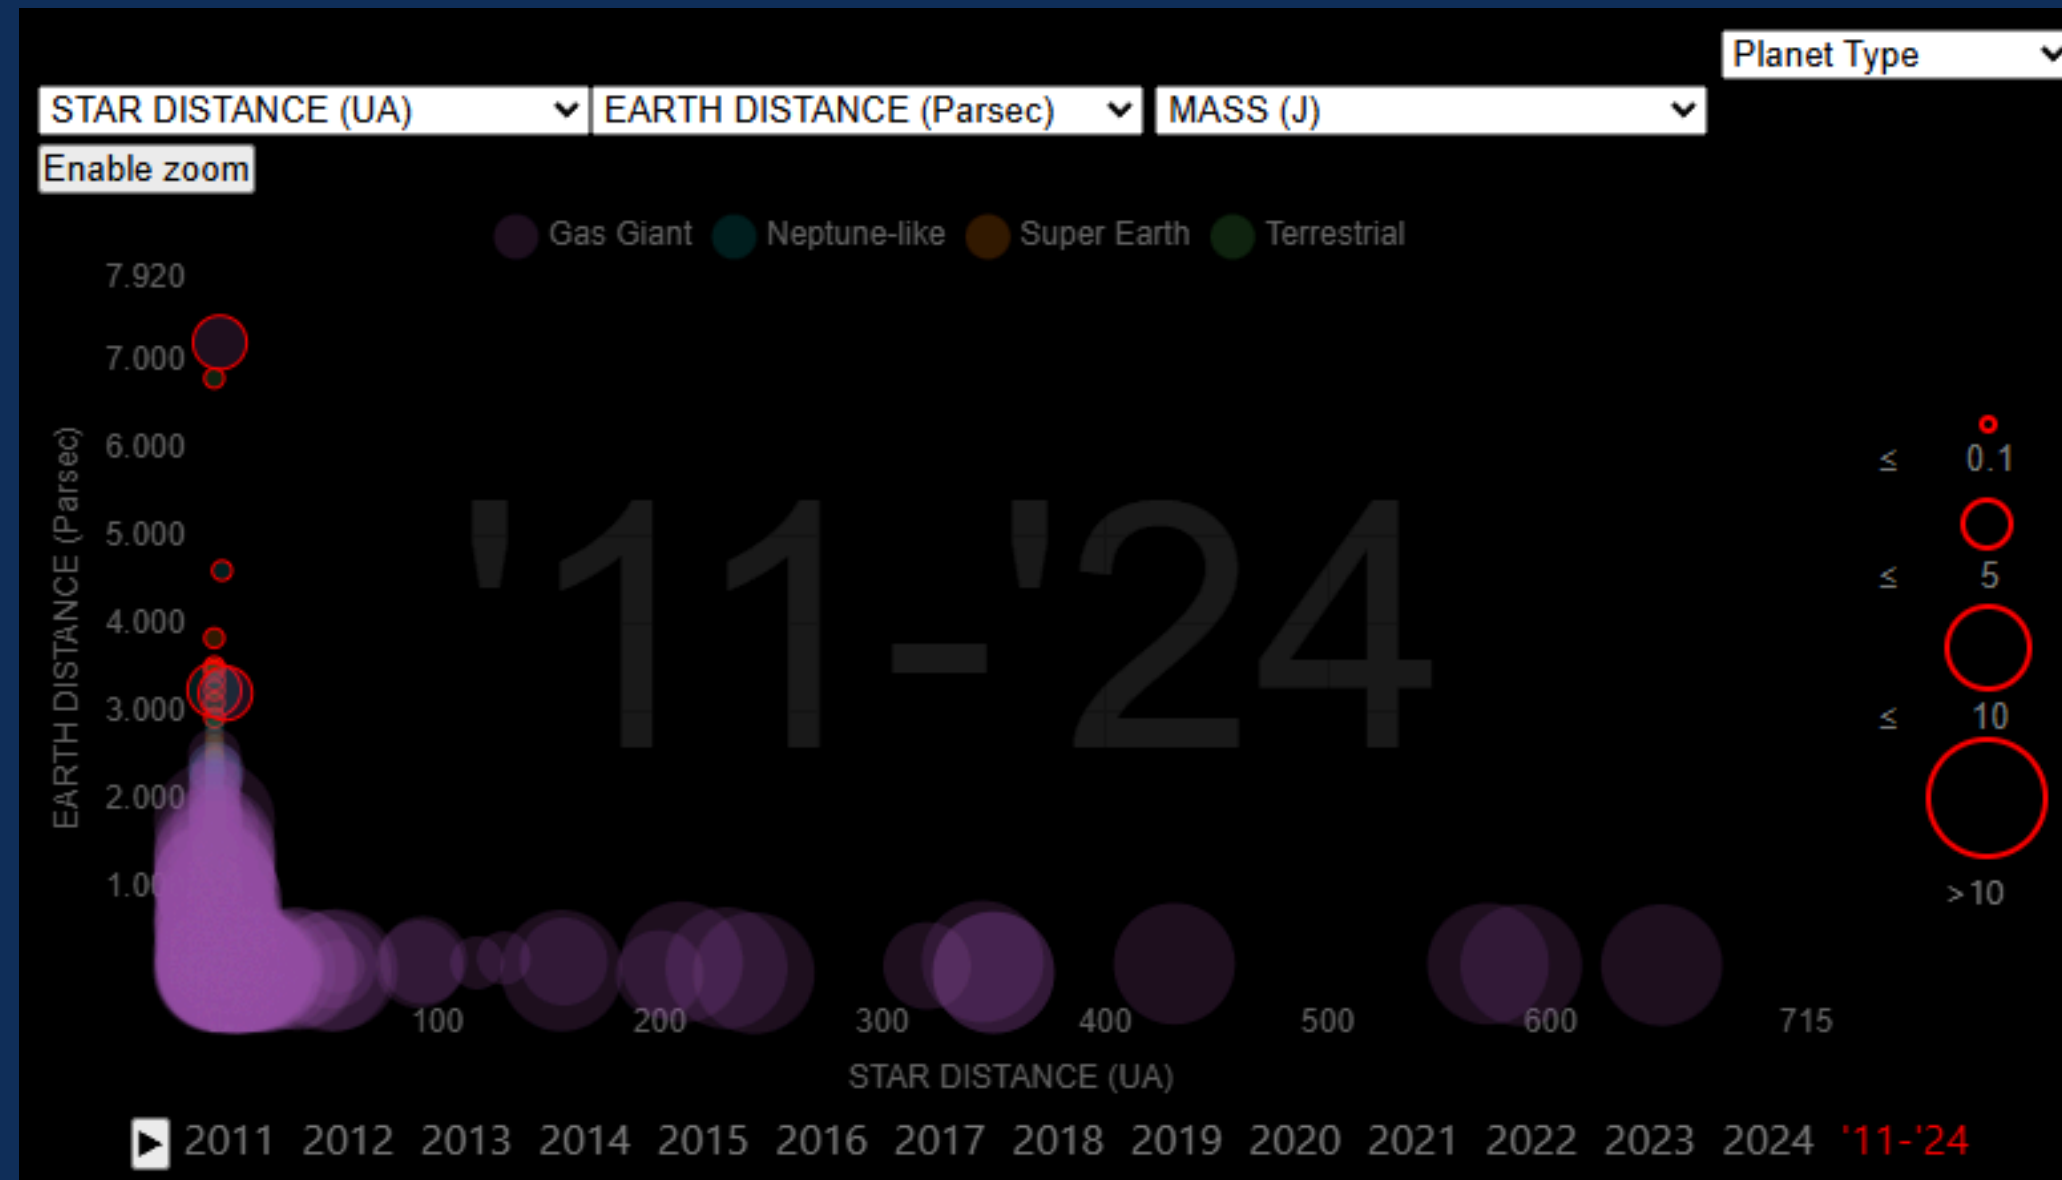 Planet Type
STAR DISTANCE (UA) EARTH DISTANCE (Parsec) MASS (J)
Enable zoom
Gas Giant Neptune-like Super Earth Terrestrial
7.920
7.000
6.000
5.000
4.000
3.000
2.000
1.00
EARTH DISTANCE (Parsec)
'11-'24
≤ 0.1
≤ 5
≤ 10
>10
100 200 300 400 500 600 715
STAR DISTANCE (UA)
2011 2012 2013 2014 2015 2016 2017 2018 2019 2020 2021 2022 2023 2024 '11-'24